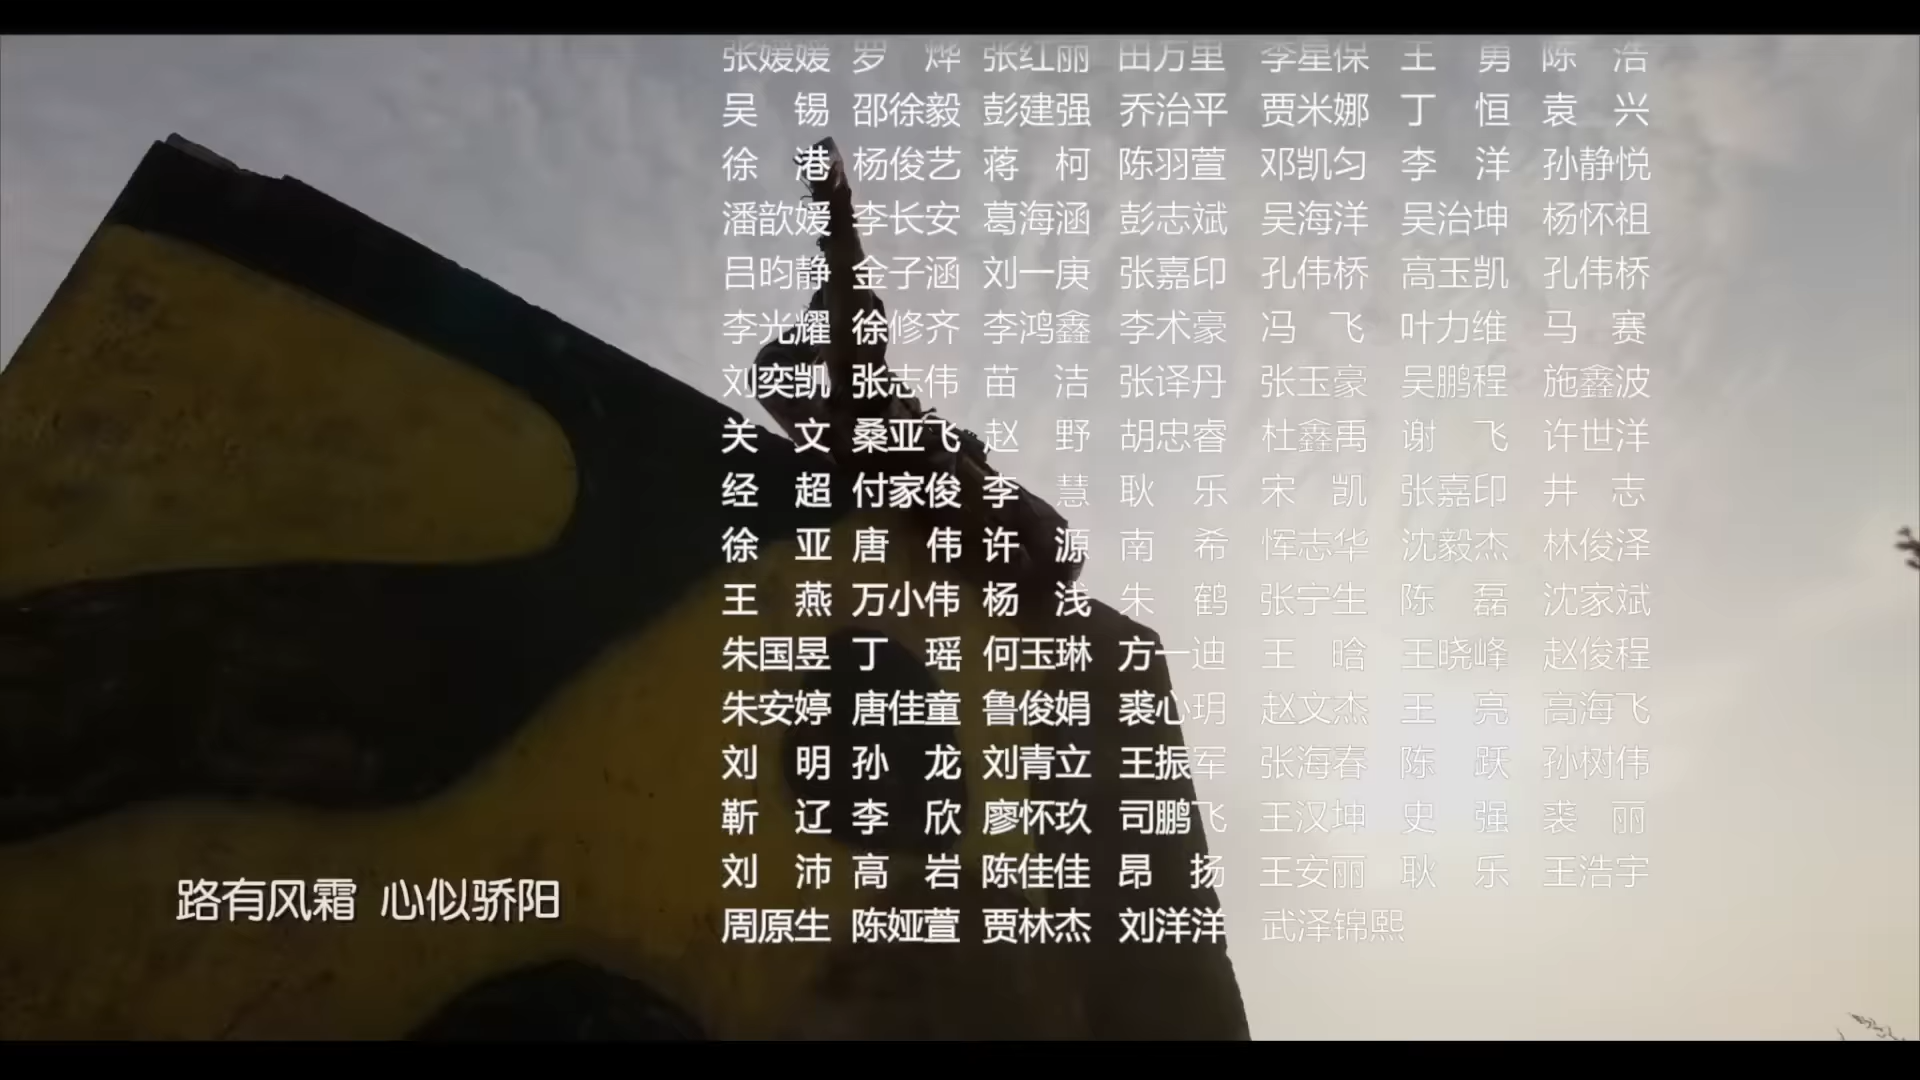 张媛媛 罗烨 张红丽 田万里 李星保 王勇 陈浩
吴锡 邵徐毅 彭建强 乔治平 贾米娜 丁恒 袁兴
徐港 杨俊艺 蒋柯 陈羽萱 邓凯匀 李洋 孙静悦
潘歆媛 李长安 葛海涵 彭志斌 吴海洋 吴治坤 杨怀祖
吕昀静 金子涵 刘一庚 张嘉印 孔伟桥 高玉凯 孔伟桥
李光耀 徐修齐 李鸿鑫 李术豪 冯飞 叶力维 马赛
刘奕凯 张志伟 苗洁 张译丹 张玉豪 吴鹏程 施鑫波
关文 桑亚飞 赵野 胡忠睿 杜鑫禹 谢飞 许世洋
经超 付家俊 李慧 耿乐 宋凯 张嘉印 井志
徐亚 唐伟 许源 南希 恽志华 沈毅杰 林俊泽
王燕 万小伟 杨浅 朱鹤 张宁生 陈磊 沈家斌
朱国昱 丁瑶 何玉琳 方一迪 王晗 王晓峰 赵俊程
朱安婷 唐佳童 鲁俊娟 裘心玥 赵文杰 王亮 高海飞
刘明 孙龙 刘青立 王振军 张海春 陈跃 孙树伟
靳辽 李欣 廖怀玖 司鹏飞 王汉坤 史强 裘丽
刘沛 高岩 陈佳佳 昂扬 王安丽 耿乐 王浩宇
周原生 陈娅萱 贾林杰 刘洋洋 武泽锦熙
路有风霜 心似骄阳